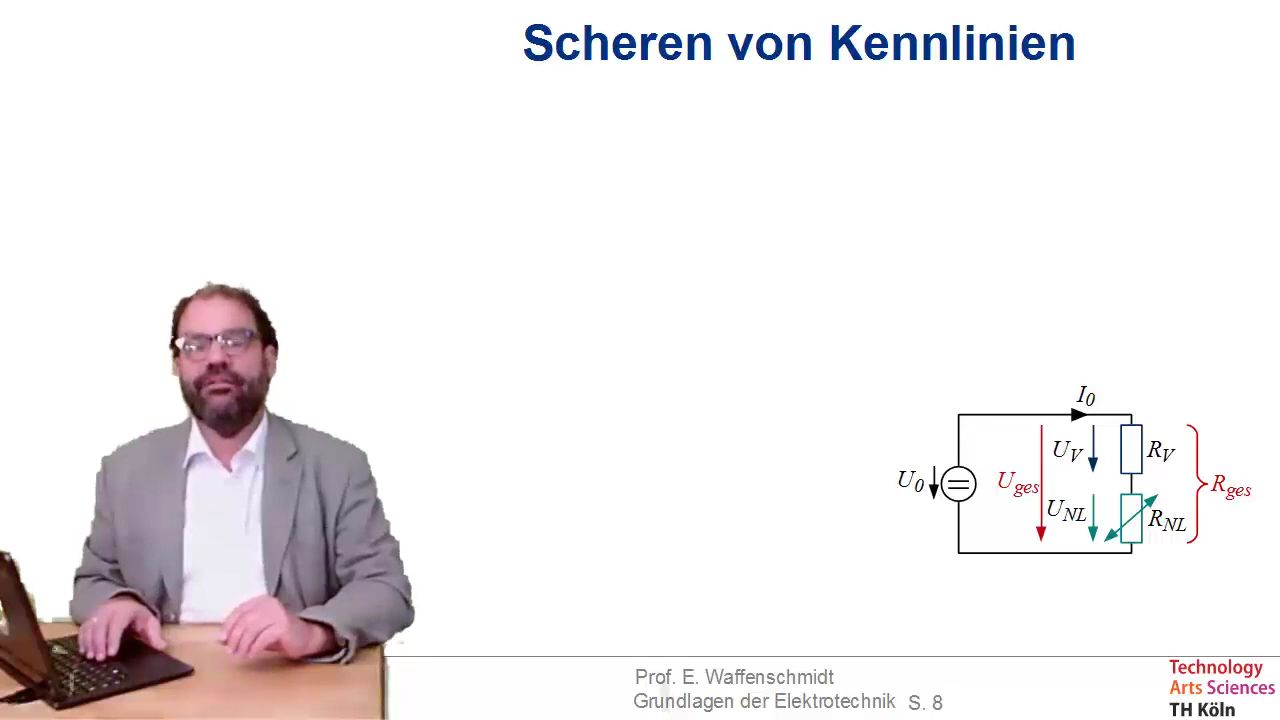 Scheren von Kennlinien
I0
UV
RV
U0
Uges
Rges
UNL
RNL
Prof. E. Waffenschmidt
Grundlagen der Elektrotechnik S. 8
Technology
Arts Sciences
TH Köln